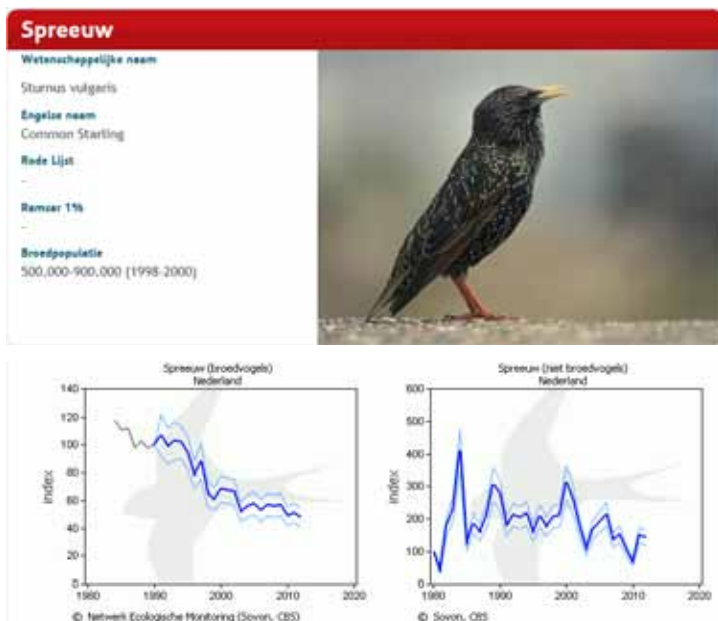 Spreeuw
Wetenschappelijke naam
Sturnus vulgaris
Engelse naam
Common Starling
Rode Lijst
-
Ramsar 1%
-
Broedpopulatie
500.000-900.000 (1998-2000)
Spreeuw (broedvogels)
Nederland
140
120
100
80
60
40
20
0
index
1980
1990
2000
2010
2020
© Netwerk Ecologische Monitoring (Sovon, CBS)
Spreeuw (niet broedvogels)
Nederland
600
500
400
300
200
100
0
index
1980
1990
2000
2010
2020
© Sovon, CBS